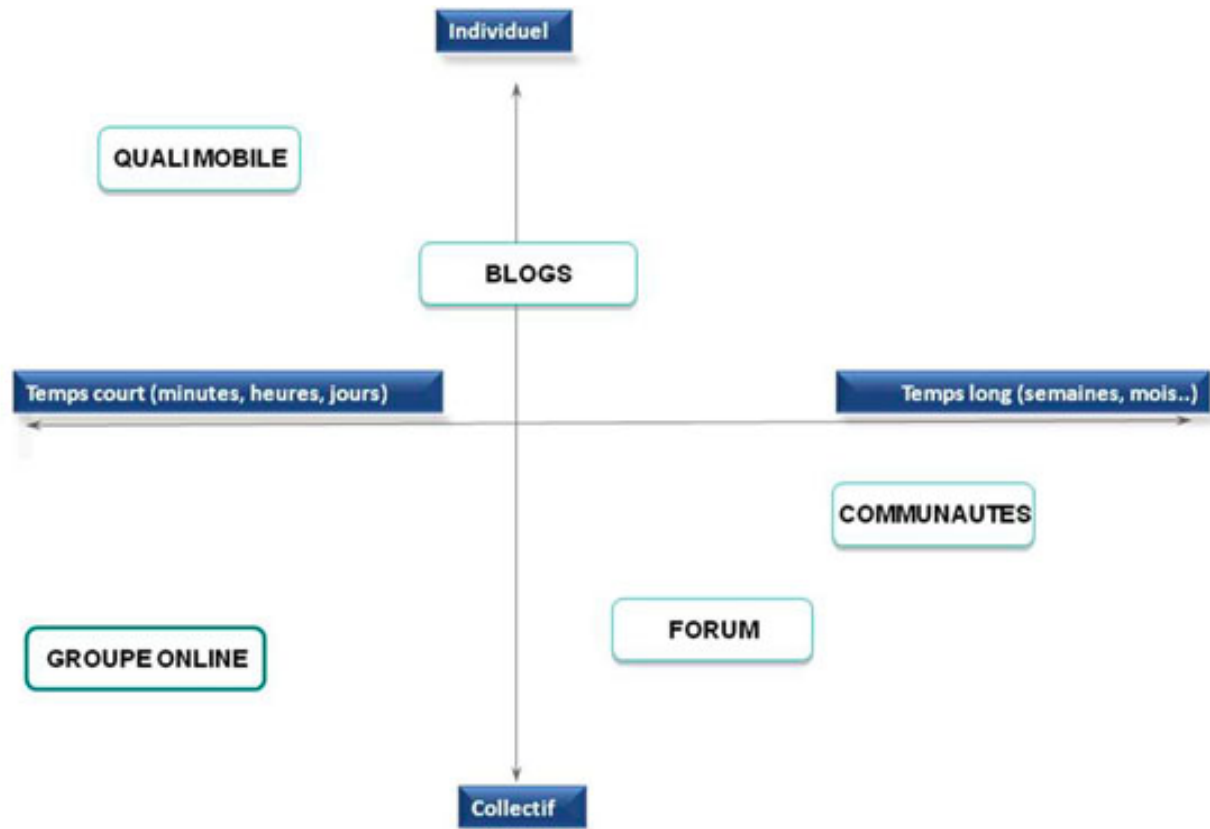 Individuel
QUALI MOBILE
BLOGS
Temps court (minutes, heures, jours)
Temps long (semaines, mois..)
COMMUNAUTES
FORUM
GROUPE ONLINE
Collectif